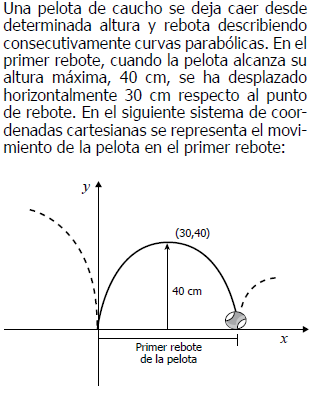 Una pelota de caucho se deja caer desde
determinada altura y rebota describiendo
consecutivamente curvas parabólicas. En el
primer rebote, cuando la pelota alcanza su
altura máxima, 40 cm, se ha desplazado
horizontalmente 30 cm respecto al punto
de rebote. En el siguiente sistema de coor-
denadas cartesianas se representa el movi-
miento de la pelota en el primer rebote:
y
(30,40)
40 cm
x
Primer rebote
de la pelota